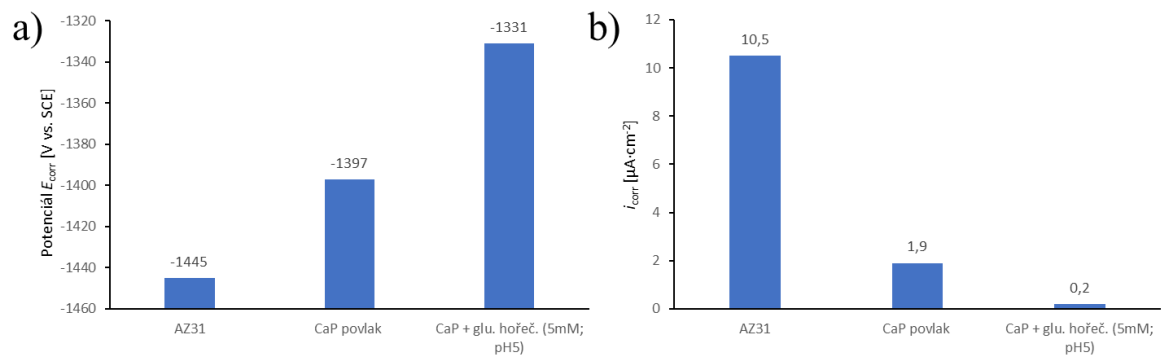 a)
Potenciál Ecorr [V vs. SCE]
-1320
-1340
-1360
-1380
-1400
-1420
-1440
-1460
-1445
-1397
-1331
AZ31
CaP povlak
CaP + glu. hořeč. (5mM;
pH5)
b)
icorr [μA·cm-2]
12
10
8
6
4
2
0
10,5
1,9
0,2
AZ31
CaP povlak
CaP + glu. hořeč. (5mM;
pH5)